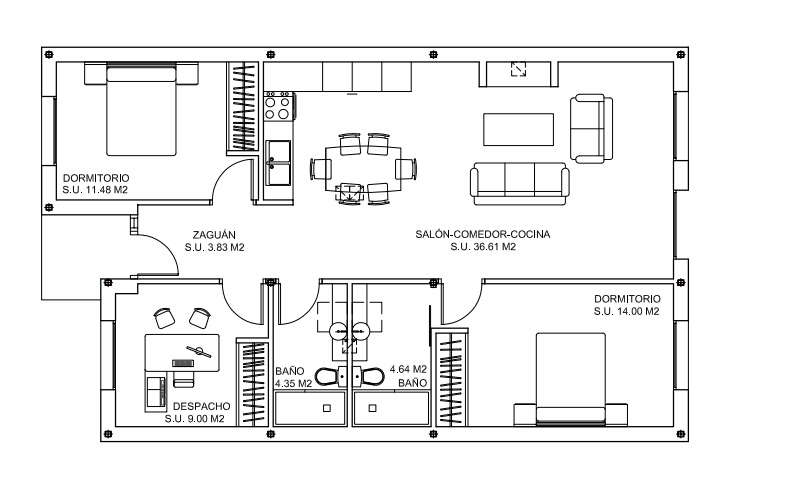 DORMITORIO
S.U. 11.48 M2
ZAGUÁN
S.U. 3.83 M2
SALÓN-COMEDOR-COCINA
S.U. 36.61 M2
DORMITORIO
S.U. 14.00 M2
BAÑO
4.35 M2
4.64 M2
BAÑO
DESPACHO
S.U. 9.00 M2